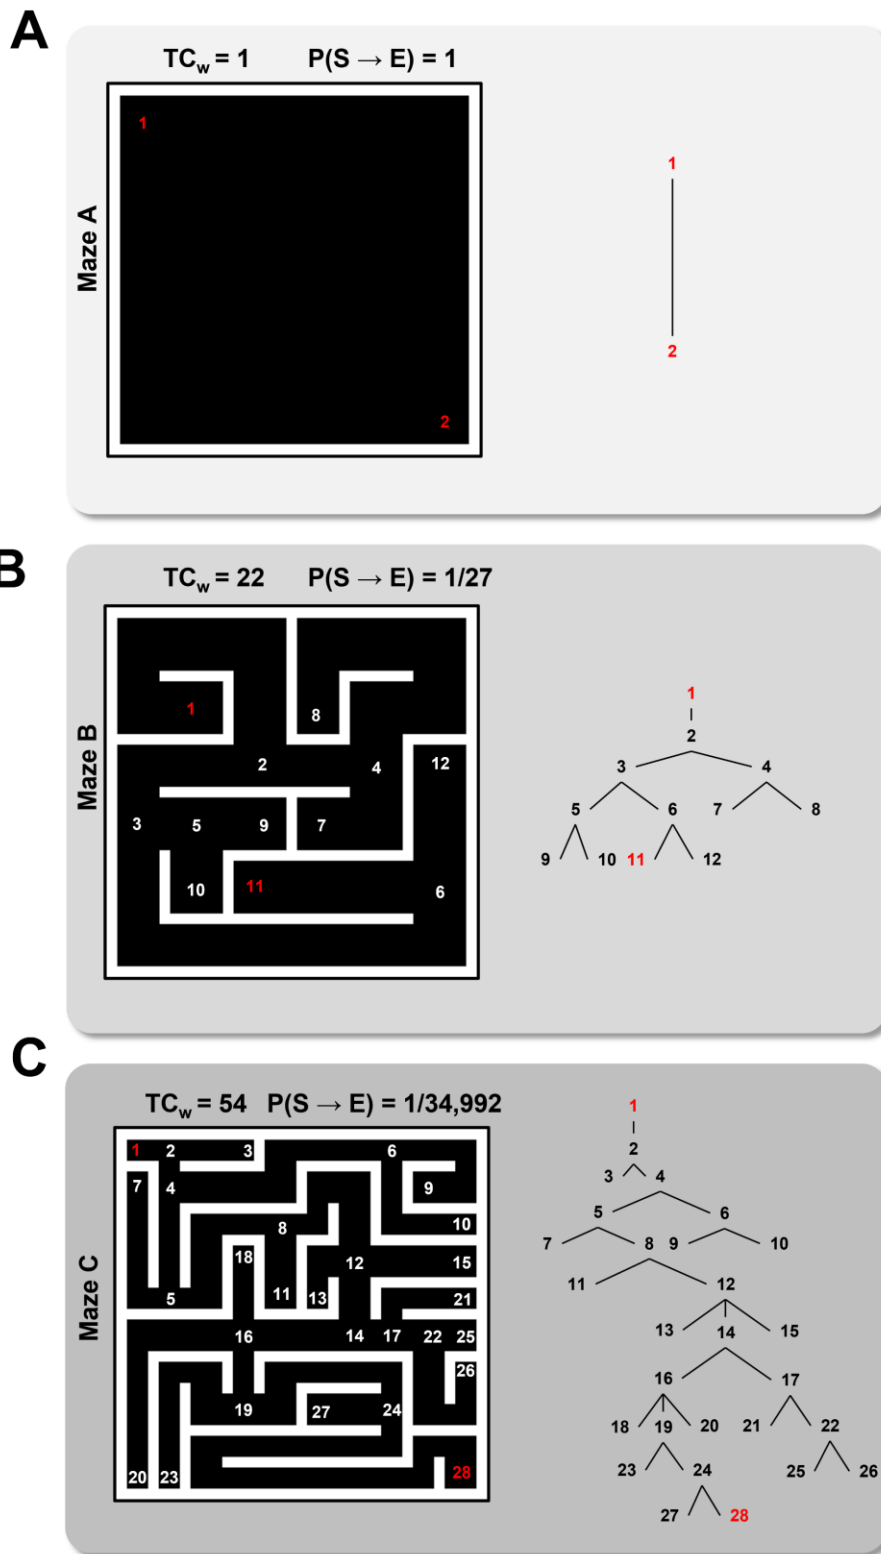 A
TCw = 1 P(S → E) = 1
Maze A
1
2
1
2
B
TCw = 22 P(S → E) = 1/27
Maze B
1
8
2
4
12
3
5
9
7
10
11
6
1
2
3 4
5 6 7 8
9 10 11 12
C
TCw = 54 P(S → E) = 1/34,992
Maze C
1 2 3 6
7 4 9
8 10
18 12 15
11 13 21
5
16 14 17 22 25
26
19 27 24
20 23 28
1
2
3 4
5 6
7 8 9 10
11 12
13 14 15
16 17
18 19 20 21 22
23 24 25 26
27 28